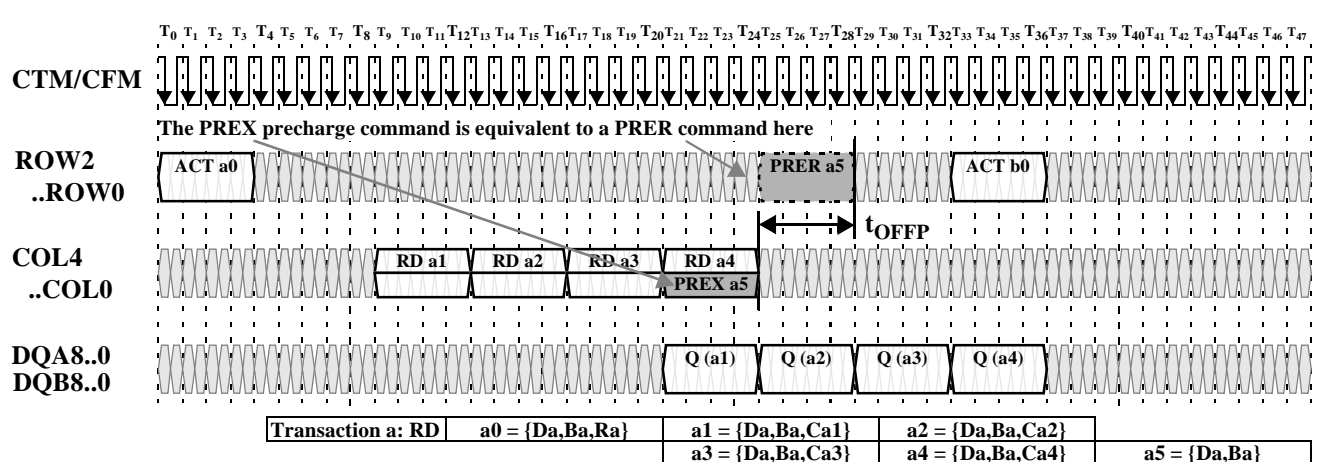 T0 T1 T2 T3 T4 T5 T6 T7 T8 T9 T10 T11 T12 T13 T14 T15 T16 T17 T18 T19 T20 T21 T22 T23 T24 T25 T26 T27 T28 T29 T30 T31 T32 T33 T34 T35 T36 T37 T38 T39 T40 T41 T42 T43 T44 T45 T46 T47
CTM/CFM
The PREX precharge command is equivalent to a PRER command here
ROW2
..ROW0
ACT a0
PRER a5
ACT b0
tOFFP
COL4
..COL0
RD a1 RD a2 RD a3 RD a4
PREX a5
DQA8..0
DQB8..0
Q (a1) Q (a2) Q (a3) Q (a4)
Transaction a: RD a0 = {Da,Ba,Ra} a1 = {Da,Ba,Ca1} a2 = {Da,Ba,Ca2}
a3 = {Da,Ba,Ca3} a4 = {Da,Ba,Ca4} a5 = {Da,Ba}